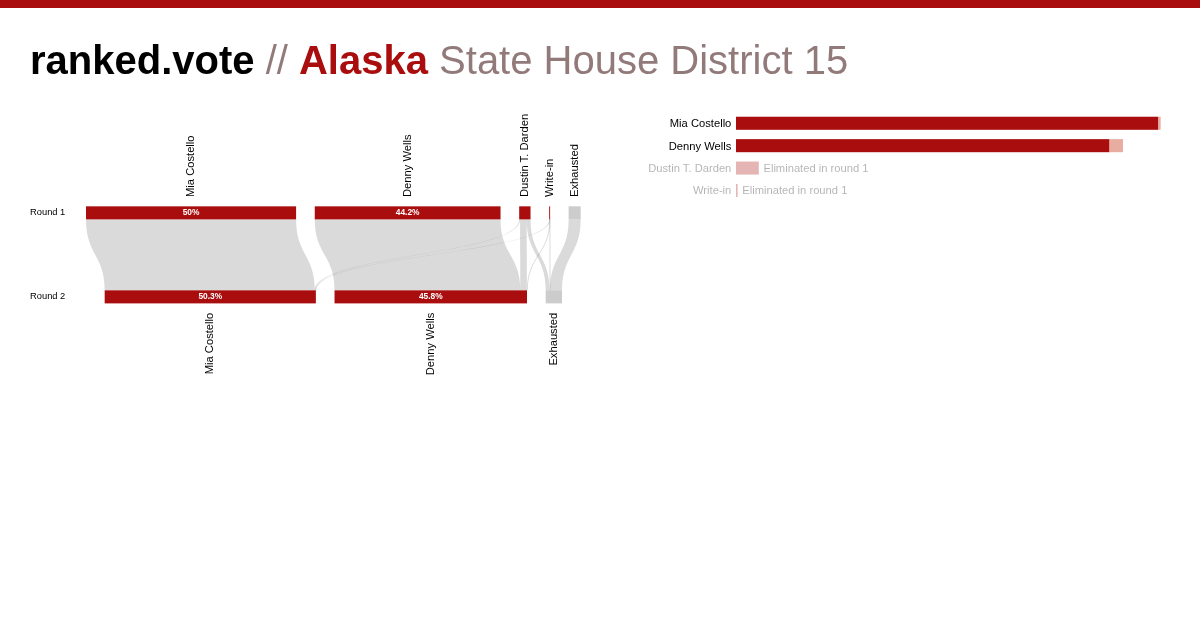 ranked.vote // Alaska State House District 15
Mia Costello
Denny Wells
Dustin T. Darden
Write-in
Exhausted
Round 1
50%
44.2%
Round 2
50.3%
45.8%
Mia Costello
Denny Wells
Exhausted
Mia Costello
Denny Wells
Dustin T. Darden Eliminated in round 1
Write-in Eliminated in round 1